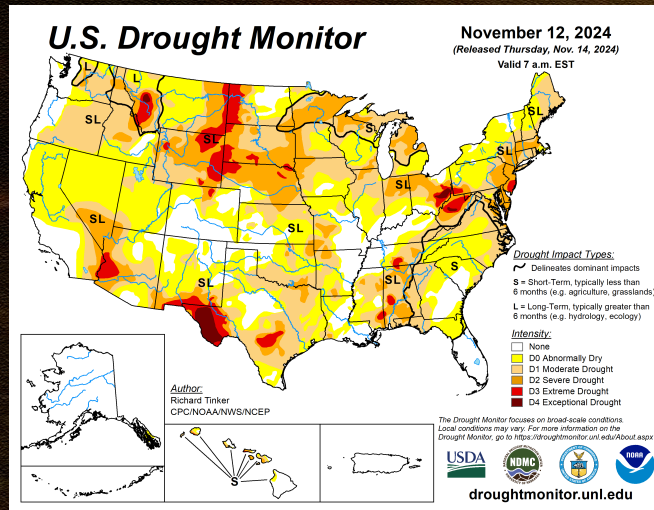 U.S. Drought Monitor
November 12, 2024
(Released Thursday, Nov. 14, 2024)
Valid 7 a.m. EST
L
L
SL
SL
S
SL
SL
SL
SL
SL
SL
SL
S
Drought Impact Types:
Delineates dominant impacts
S = Short-Term, typically less than
6 months (e.g. agriculture, grasslands)
L = Long-Term, typically greater than
6 months (e.g. hydrology, ecology)
Intensity:
None
D0 Abnormally Dry
D1 Moderate Drought
D2 Severe Drought
D3 Extreme Drought
D4 Exceptional Drought
Author:
Richard Tinker
CPC/NOAA/NWS/NCEP
S
The Drought Monitor focuses on broad-scale conditions.
Local conditions may vary. For more information on the
Drought Monitor, go to https://droughtmonitor.unl.edu/About.aspx
USDA
NDMC
NOAA
droughtmonitor.unl.edu